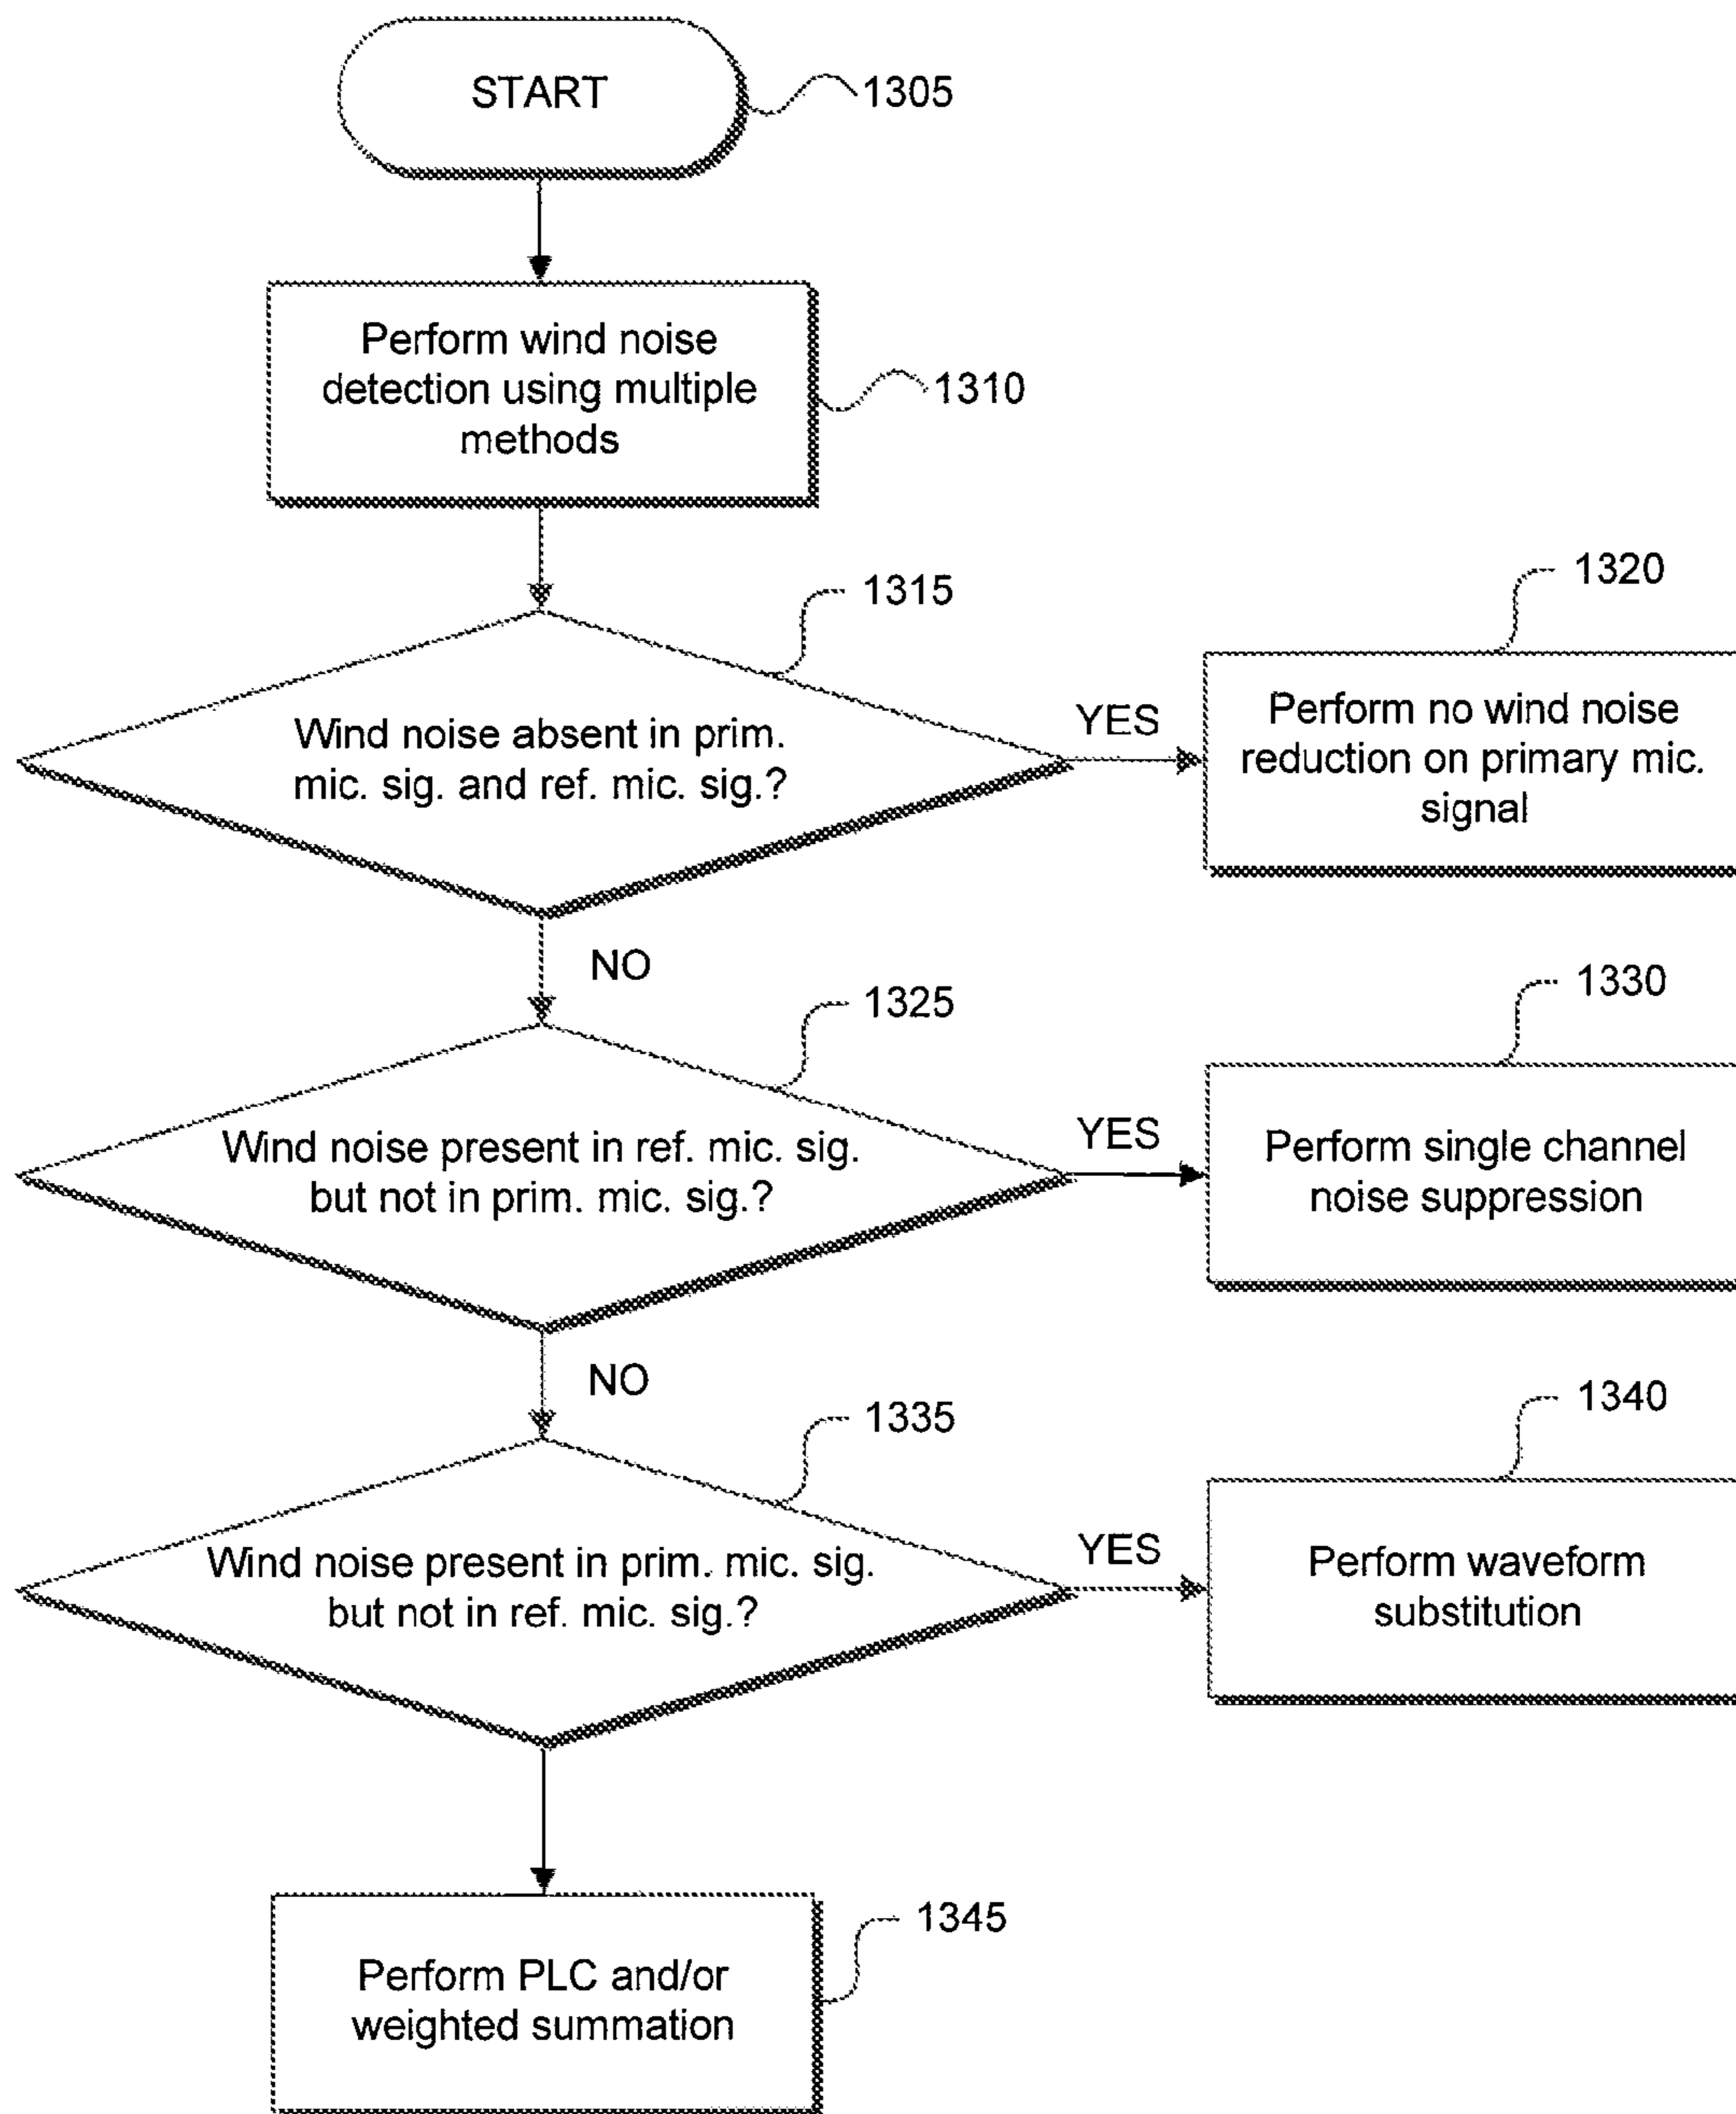 START
1305
Perform wind noise
detection using multiple
methods
1310
1315
Wind noise absent in prim.
mic. sig. and ref. mic. sig.?
YES
1320
Perform no wind noise
reduction on primary mic.
signal
NO
1325
Wind noise present in ref. mic. sig.
but not in prim. mic. sig.?
YES
1330
Perform single channel
noise suppression
NO
1335
Wind noise present in prim. mic. sig.
but not in ref. mic. sig.?
YES
1340
Perform waveform
substitution
1345
Perform PLC and/or
weighted summation